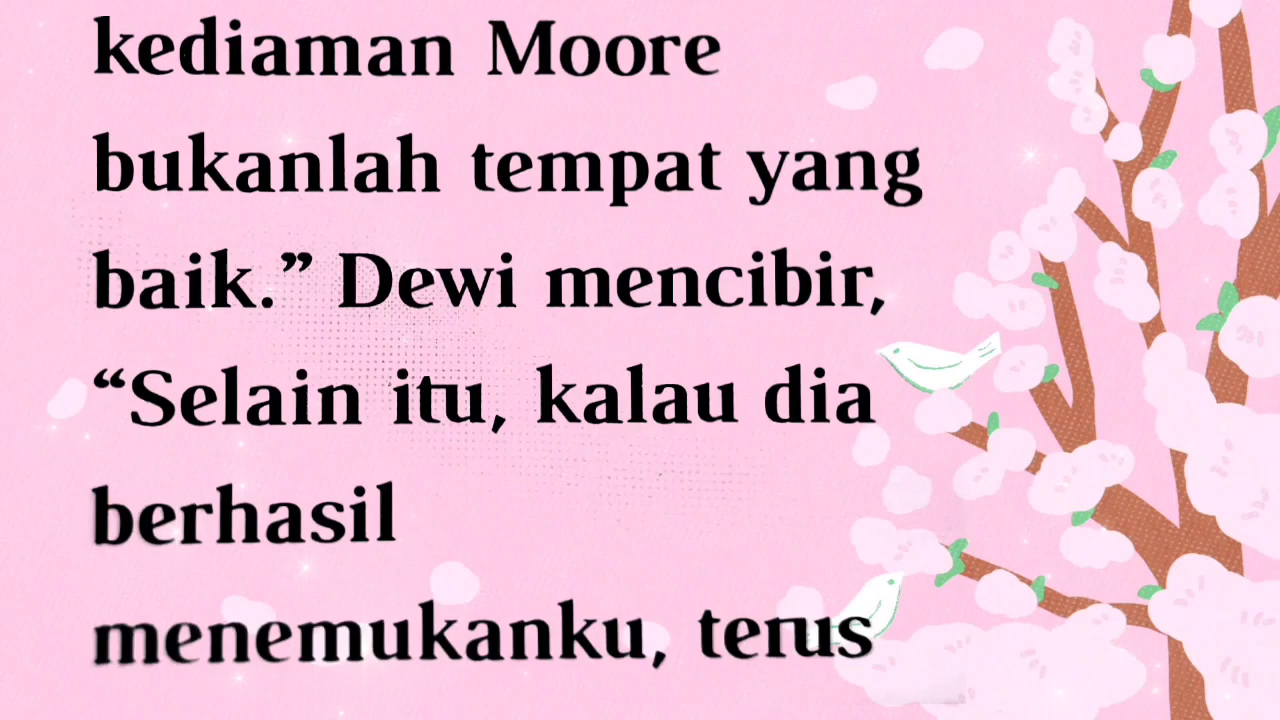 kediaman Moore
bukanlah tempat yang
baik.” Dewi mencibir,
“Selain itu, kalau dia
berhasil
menemukanku, terus